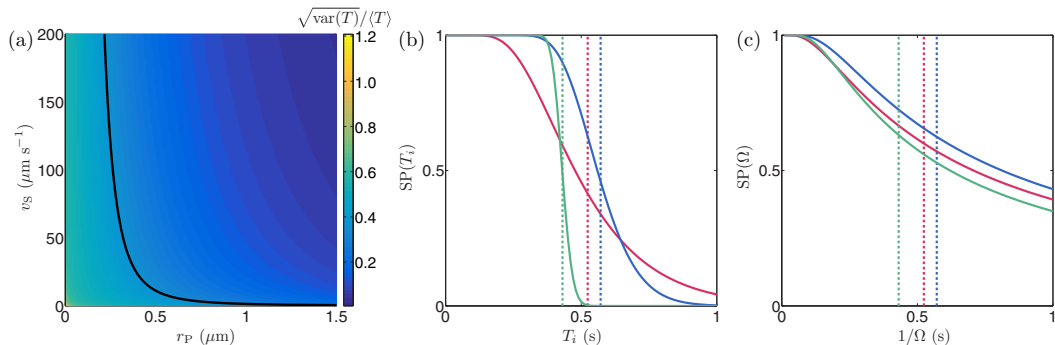 (a)
√var(T)/⟨T⟩
v_S (μm s⁻¹)
200
150
100
50
0
0
0.5
1
1.5
r_P (μm)
1.2
1.0
0.8
0.6
0.4
0.2
(b)
SP(T_i)
1
0.5
0
0
0.5
1
T_i (s)
(c)
SP(Ω)
1
0.5
0
0
0.5
1
1/Ω (s)